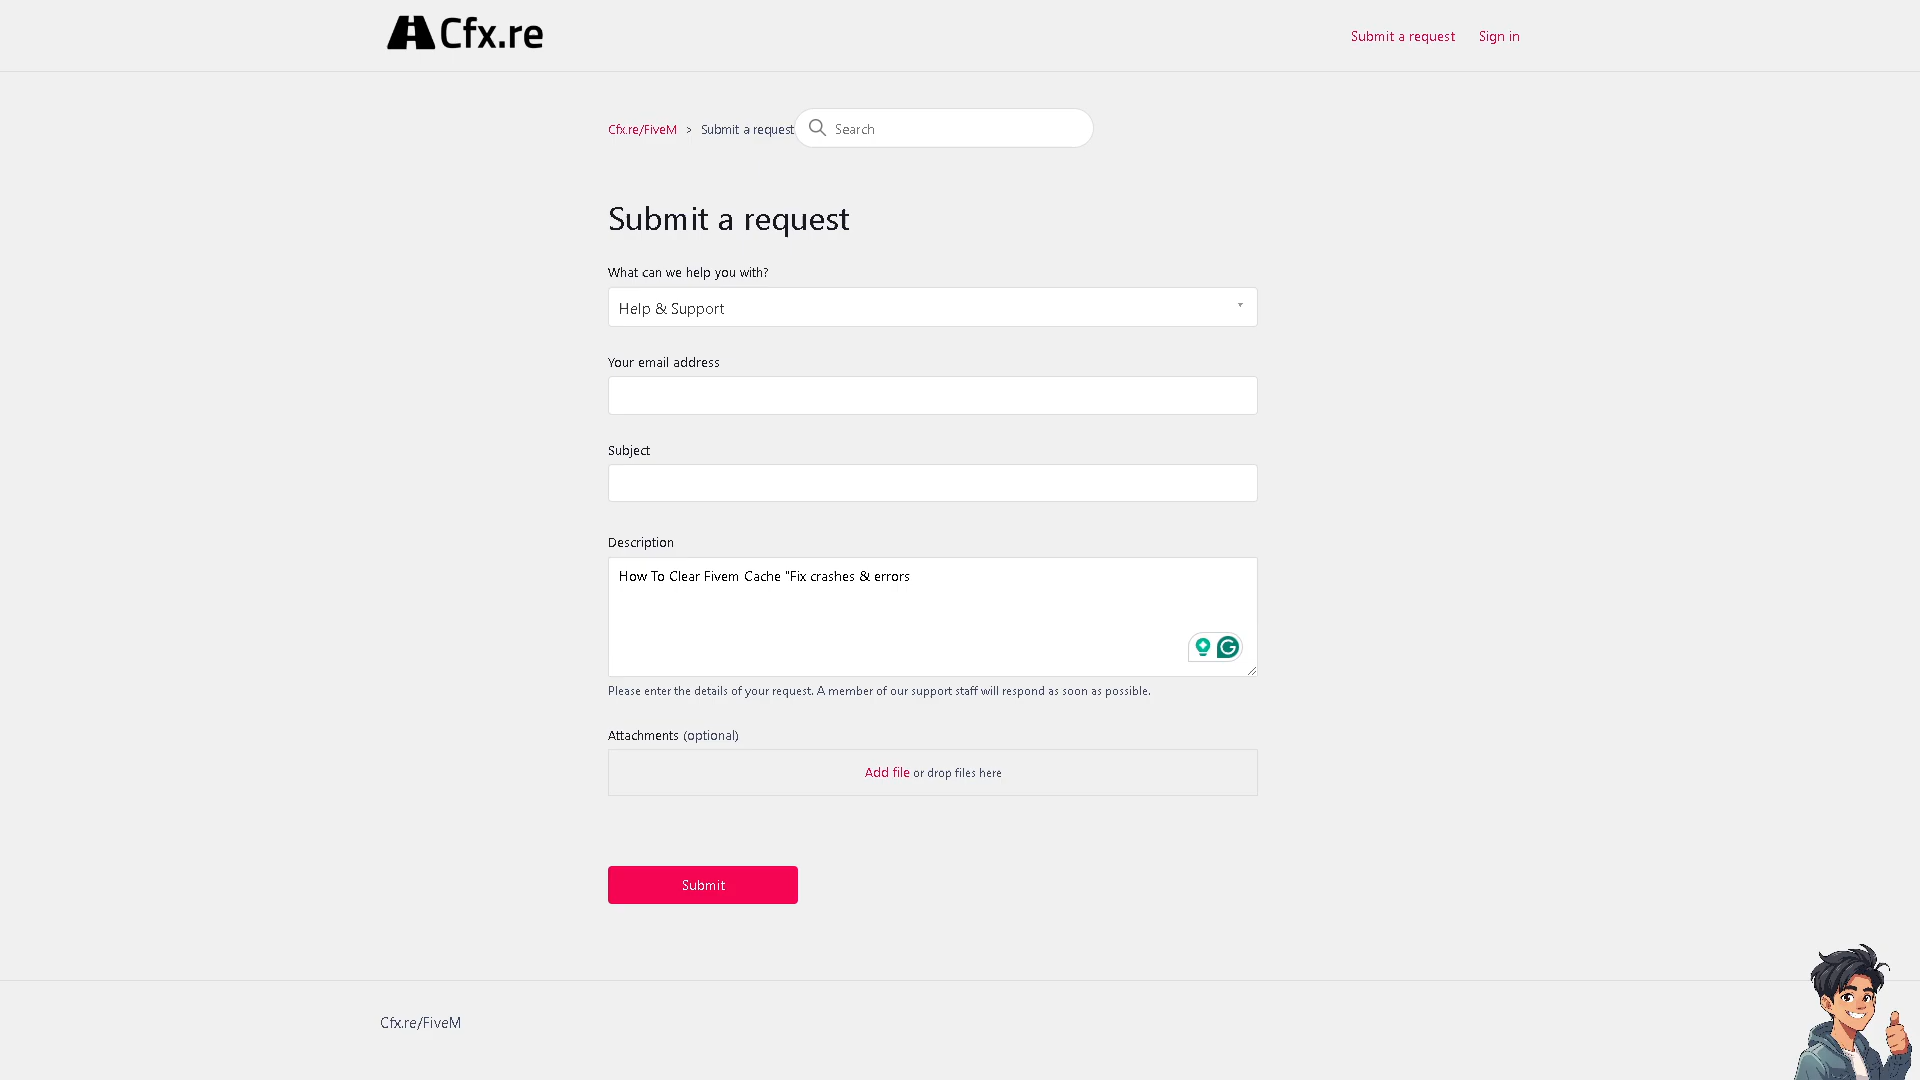 Cfx.re
Submit a request
Sign in
Cfx.re/FiveM > Submit a request
Search
Submit a request
What can we help you with?
Help & Support
Your email address
Subject
Description
How To Clear Fivem Cache "Fix crashes & errors
Please enter the details of your request. A member of our support staff will respond as soon as possible.
Attachments (optional)
Add file or drop files here
Submit
Cfx.re/FiveM